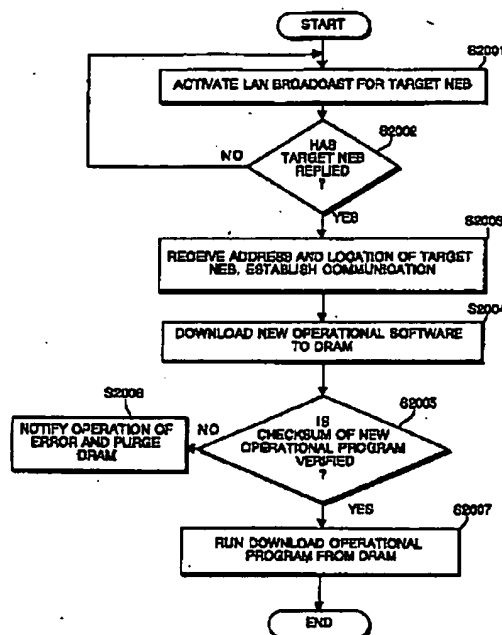 START
S2001
ACTIVATE LAN BROADCAST FOR TARGET NEB
S2002
HAS
TARGET NEB
REPLIED
?
NO
YES
S2003
RECEIVE ADDRESS AND LOCATION OF TARGET
NEB, ESTABLISH COMMUNICATION
S2004
DOWNLOAD NEW OPERATIONAL SOFTWARE
TO DRAM
S2005
IS
CHECKSUM OF NEW
OPERATIONAL PROGRAM
VERIFIED
?
NO
S2006
NOTIFY OPERATION OF
ERROR AND PURGE
DRAM
YES
S2007
RUN DOWNLOAD OPERATIONAL
PROGRAM FROM DRAM
END